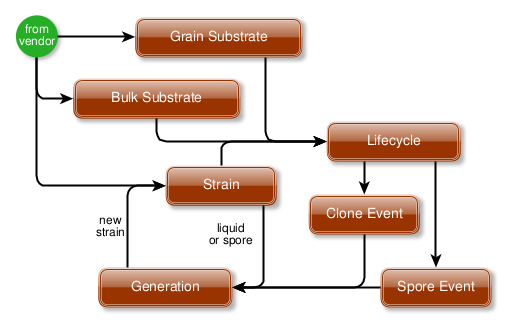 from
vendor
Grain Substrate
Bulk Substrate
Lifecycle
Strain
Clone Event
new
strain
liquid
or spore
Generation
Spore Event